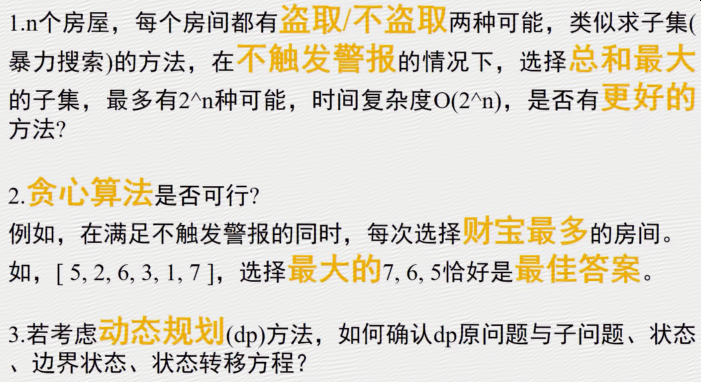 1.n个房屋，每个房间都有盗取/不盗取两种可能，类似求子集(
暴力搜索)的方法，在不触发警报的情况下，选择总和最大
的子集，最多有2^n种可能，时间复杂度O(2^n)，是否有更好的
方法?
2.贪心算法是否可行?
例如，在满足不触发警报的同时，每次选择财宝最多的房间。
如，[ 5, 2, 6, 3, 1, 7 ]，选择最大的7, 6, 5恰好是最佳答案。
3.若考虑动态规划(dp)方法，如何确认dp原问题与子问题、状态
、边界状态、状态转移方程？